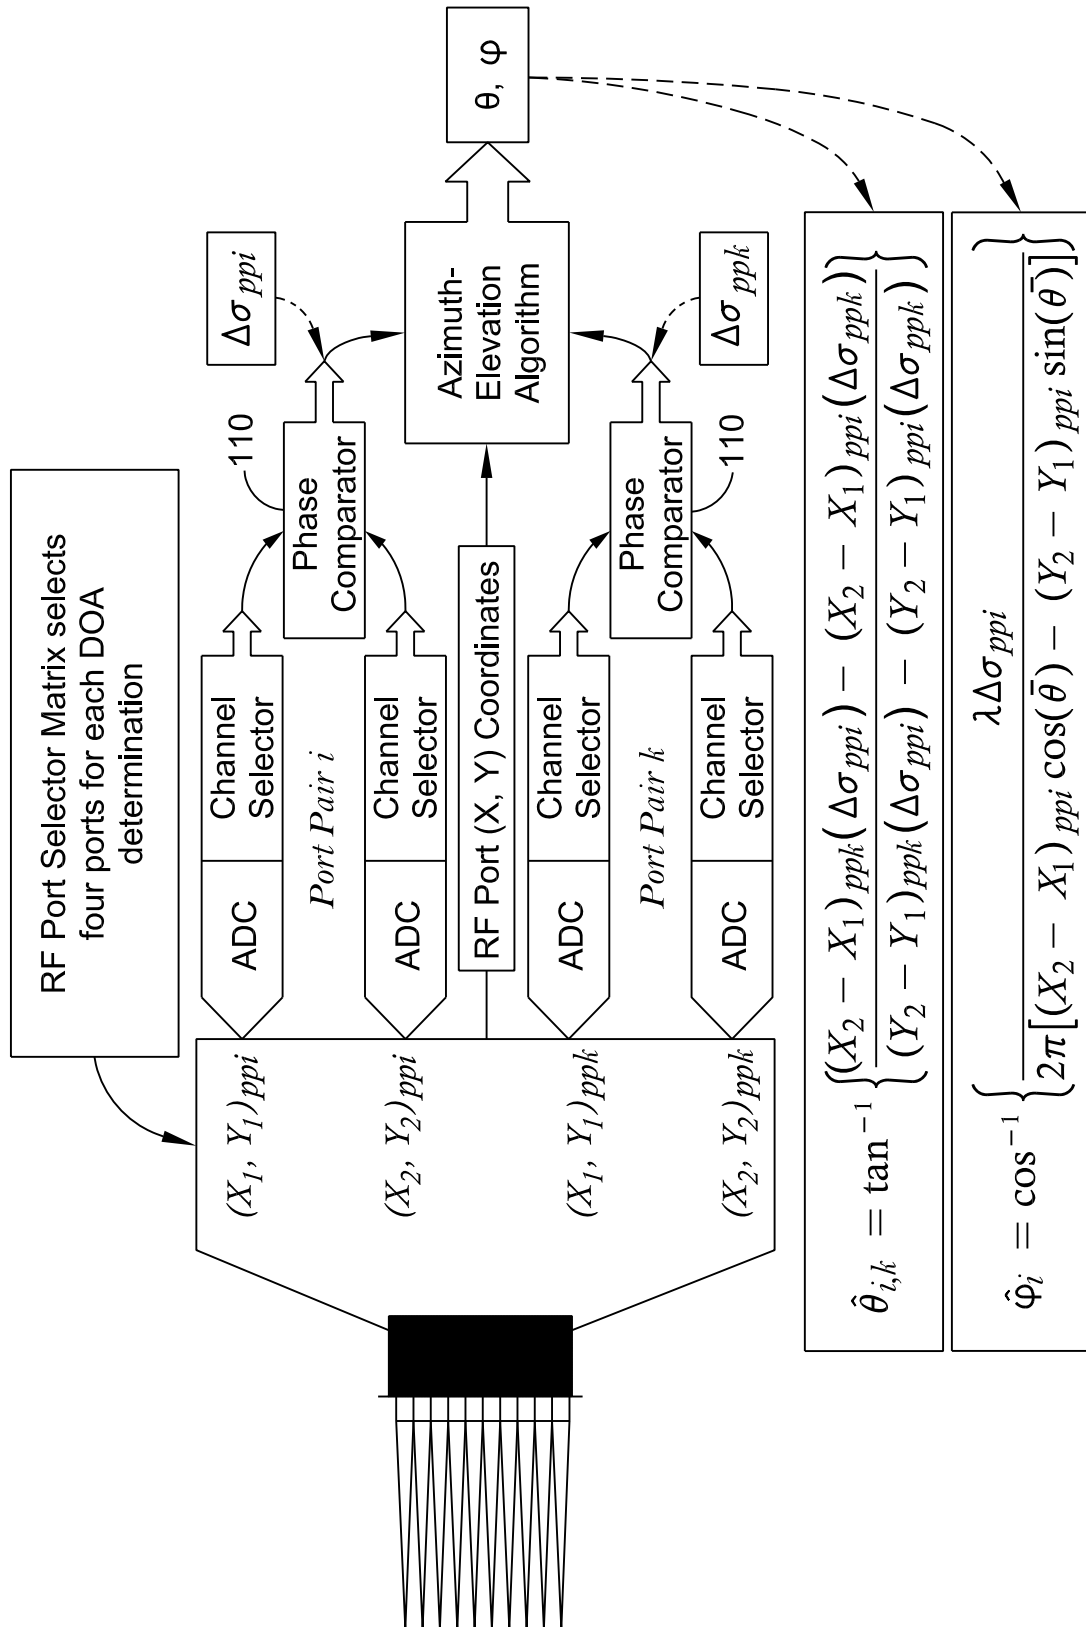 RF Port Selector Matrix selects
four ports for each DOA
determination
(X₁, Y₁)ppi
(X₂, Y₂)ppi
(X₁, Y₁)ppk
(X₂, Y₂)ppk
ADC
Channel
Selector
Port Pair i
ADC
Channel
Selector
RF Port (X, Y) Coordinates
ADC
Channel
Selector
Port Pair k
ADC
Channel
Selector
Phase
Comparator
110
Δσ ppi
Phase
Comparator
110
Δσ ppk
Azimuth-
Elevation
Algorithm
θ, φ
θ̂i,k = tan⁻¹ {(X₂ − X₁)ppk(Δσppi) − (X₂ − X₁)ppi(Δσppk) / (Y₂ − Y₁)ppk(Δσppi) − (Y₂ − Y₁)ppi(Δσppk)}
φ̂i = cos⁻¹ {λΔσppi / 2π[(X₂ − X₁)ppi cos(θ̄) − (Y₂ − Y₁)ppi sin(θ̄)]}